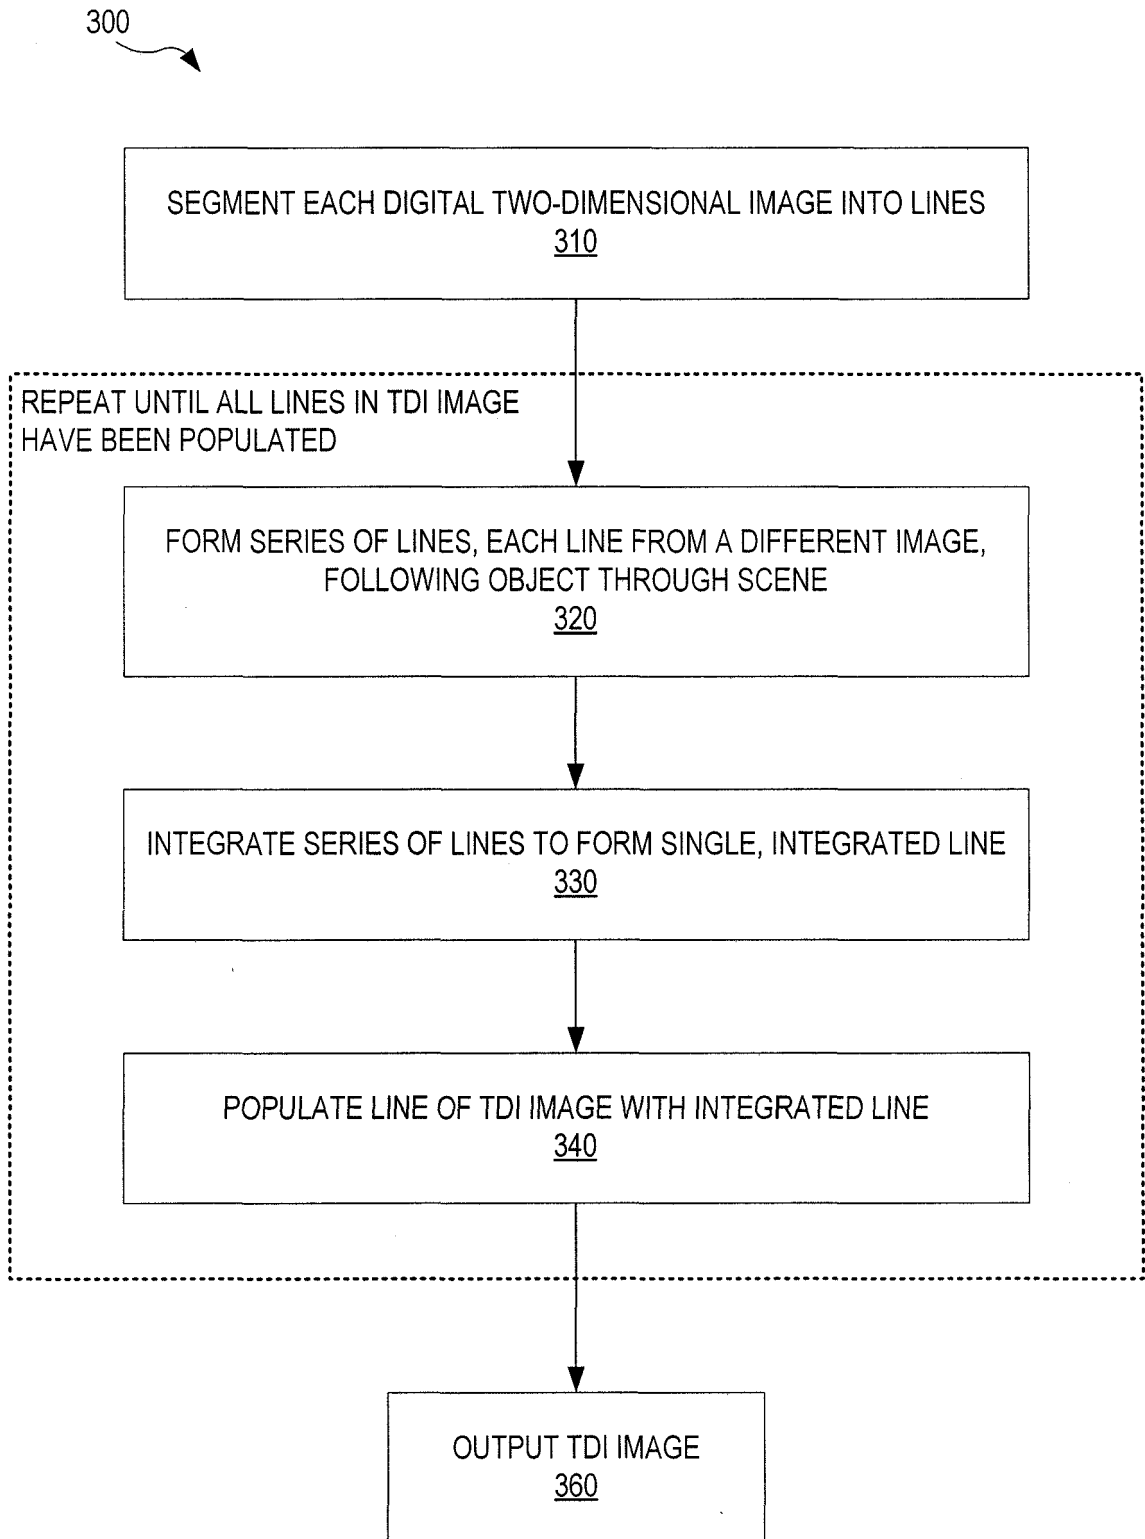 300
SEGMENT EACH DIGITAL TWO-DIMENSIONAL IMAGE INTO LINES
310
REPEAT UNTIL ALL LINES IN TDI IMAGE
HAVE BEEN POPULATED
FORM SERIES OF LINES, EACH LINE FROM A DIFFERENT IMAGE,
FOLLOWING OBJECT THROUGH SCENE
320
INTEGRATE SERIES OF LINES TO FORM SINGLE, INTEGRATED LINE
330
POPULATE LINE OF TDI IMAGE WITH INTEGRATED LINE
340
OUTPUT TDI IMAGE
360